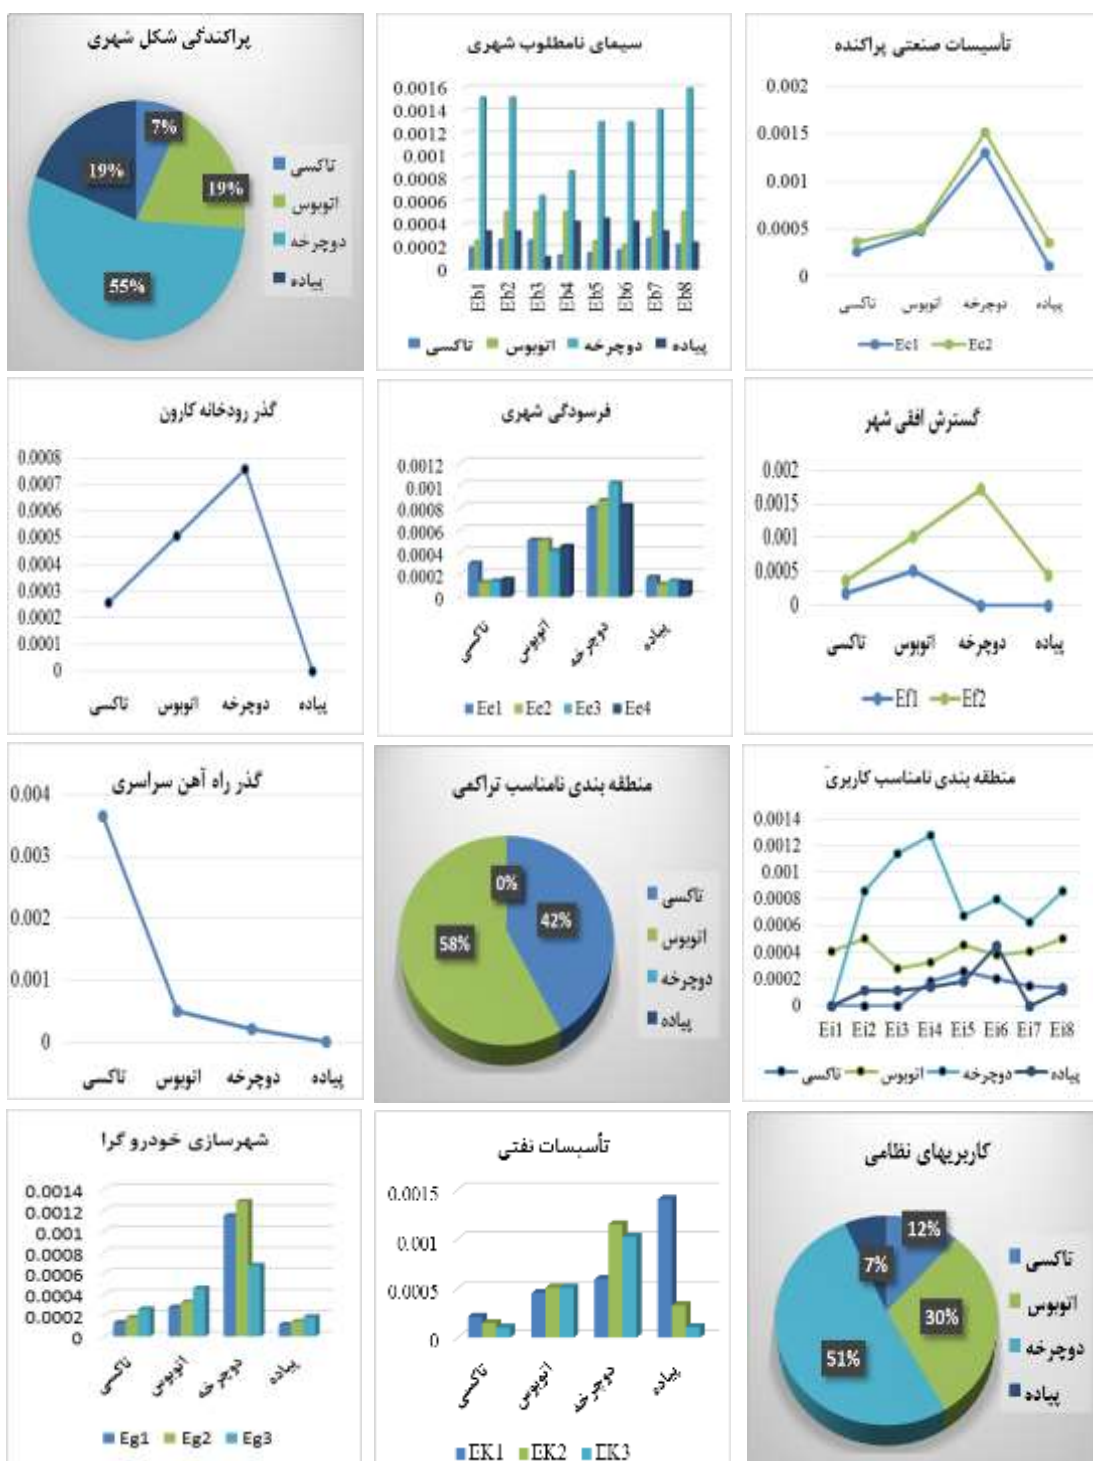 پراکندگی شکل شهری
7%
19%
19%
55%
تاکسی
اتوبوس
دوچرخه
پیاده
سیمای نامطلوب شهری
0.0016
0.0014
0.0012
0.001
0.0008
0.0006
0.0004
0.0002
0
Eb1
Eb2
Eb3
Eb4
Eb5
Eb6
Eb7
Eb8
تاکسی اتوبوس دوچرخه پیاده
تأسیسات صنعتی پراکنده
0.002
0.0015
0.001
0.0005
0
تاکسی اتوبوس دوچرخه پیاده
Ec1 Ec2
گذر رودخانه کارون
0.0008
0.0007
0.0006
0.0005
0.0004
0.0003
0.0002
0.0001
0
تاکسی اتوبوس دوچرخه پیاده
فرسودگی شهری
0.0012
0.001
0.0008
0.0006
0.0004
0.0002
0
تاکسی
اتوبوس
دوچرخه
پیاده
Ee1 Ee2 Ee3 Ee4
گسترش افقی شهر
0.002
0.0015
0.001
0.0005
0
تاکسی اتوبوس دوچرخه پیاده
Ef1 Ef2
گذر راه آهن سراسری
0.004
0.003
0.002
0.001
0
تاکسی اتوبوس دوچرخه پیاده
منطقه بندی نامناسب تراکمی
0%
42%
58%
تاکسی
اتوبوس
دوچرخه
پیاده
منطقه بندی نامناسب کاربری
0.0014
0.0012
0.001
0.0008
0.0006
0.0004
0.0002
0
Ei1 Ei2 Ei3 Ei4 Ei5 Ei6 Ei7 Ei8
تاکسی اتوبوس دوچرخه پیاده
شهرسازی خودرو گرا
0.0014
0.0012
0.001
0.0008
0.0006
0.0004
0.0002
0
تاکسی
اتوبوس
دوچرخه
پیاده
Eg1 Eg2 Eg3
تأسیسات نفتی
0.0015
0.001
0.0005
0
تاکسی
اتوبوس
دوچرخه
پیاده
EK1 EK2 EK3
کاربریهای نظامی
12%
7%
30%
51%
تاکسی
اتوبوس
دوچرخه
پیاده